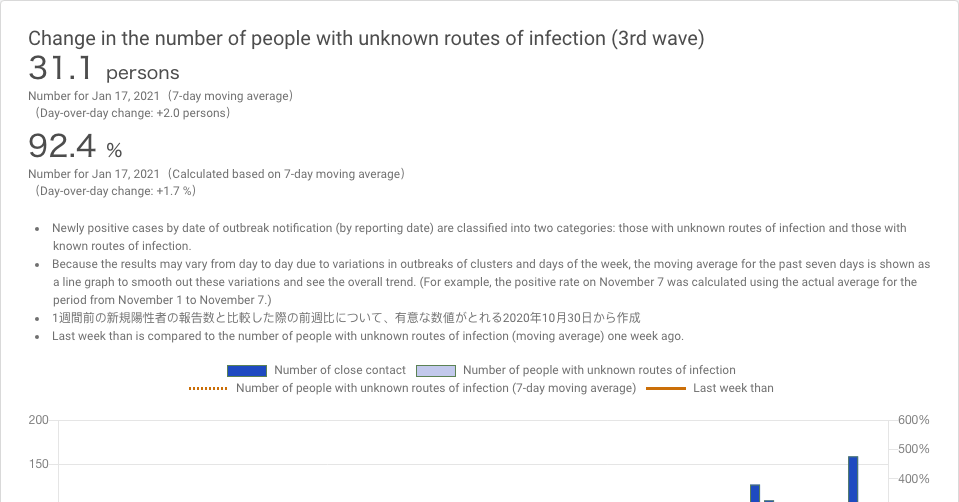 Change in the number of people with unknown routes of infection (3rd wave)
31.1 persons
Number for Jan 17, 2021（7-day moving average）
（Day-over-day change: +2.0 persons）
92.4 %
Number for Jan 17, 2021（Calculated based on 7-day moving average）
（Day-over-day change: +1.7 %）
• Newly positive cases by date of outbreak notification (by reporting date) are classified into two categories: those with unknown routes of infection and those with
known routes of infection.
• Because the results may vary from day to day due to variations in outbreaks of clusters and days of the week, the moving average for the past seven days is shown as
a line graph to smooth out these variations and see the overall trend. (For example, the positive rate on November 7 was calculated using the actual average for the
period from November 1 to November 7.)
• 1週間前の新規陽性者の報告数と比較した際の前週比について、有意な数値がとれる2020年10月30日から作成
• Last week than is compared to the number of people with unknown routes of infection (moving average) one week ago.
Number of close contact Number of people with unknown routes of infection
Number of people with unknown routes of infection (7-day moving average) Last week than
200 600%
500%
150
400%